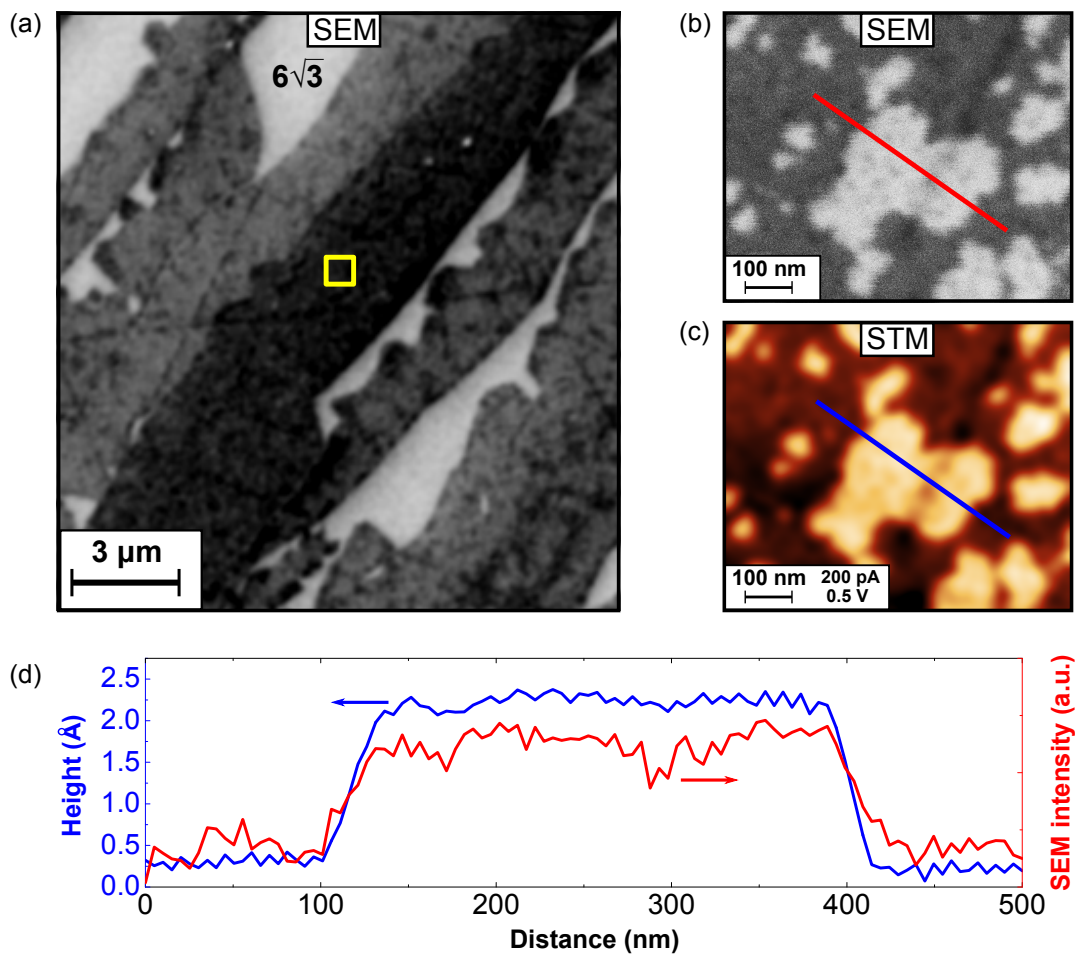 (a)
SEM
6√3
3 µm
(b)
SEM
100 nm
(c)
STM
100 nm
200 pA
0.5 V
(d)
2.5
2.0
1.5
1.0
0.5
0.0
Height (Å)
SEM intensity (a.u.)
0
100
200
300
400
500
Distance (nm)